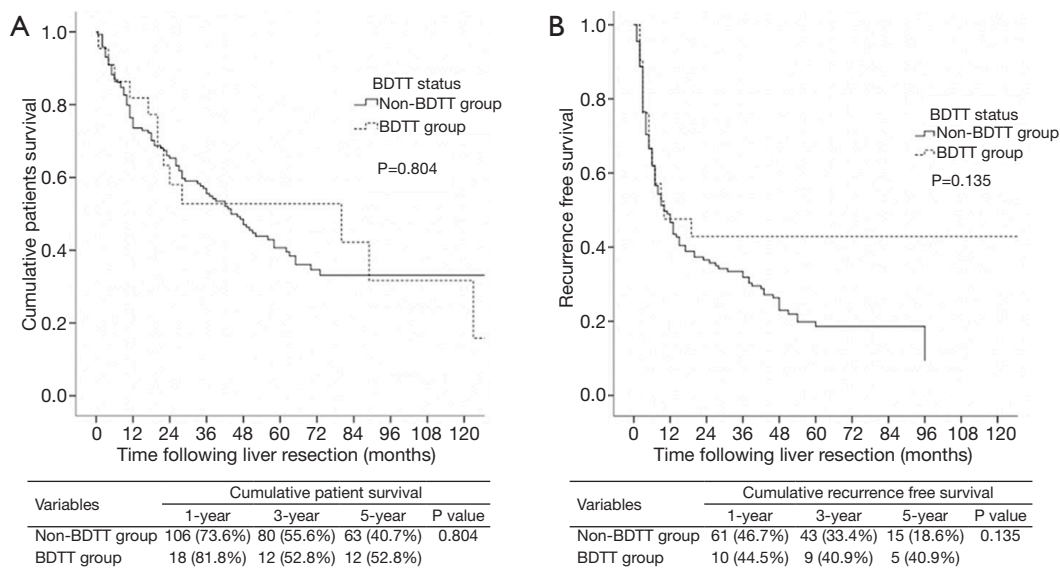 A
Cumulative patients survival
1.0
0.8
0.6
0.4
0.2
0.0
BDTT status
Non-BDTT group
BDTT group
P=0.804
0 12 24 36 48 60 72 84 96 108 120
Time following liver resection (months)
Variables
Cumulative patient survival
1-year 3-year 5-year P value
Non-BDTT group 106 (73.6%) 80 (55.6%) 63 (40.7%) 0.804
BDTT group 18 (81.8%) 12 (52.8%) 12 (52.8%)
B
Recurrence free survival
1.0
0.8
0.6
0.4
0.2
0.0
BDTT status
Non-BDTT group
BDTT group
P=0.135
0 12 24 36 48 60 72 84 96 108 120
Time following liver resection (months)
Variables
Cumulative recurrence free survival
1-year 3-year 5-year P value
Non-BDTT group 61 (46.7%) 43 (33.4%) 15 (18.6%) 0.135
BDTT group 10 (44.5%) 9 (40.9%) 5 (40.9%)